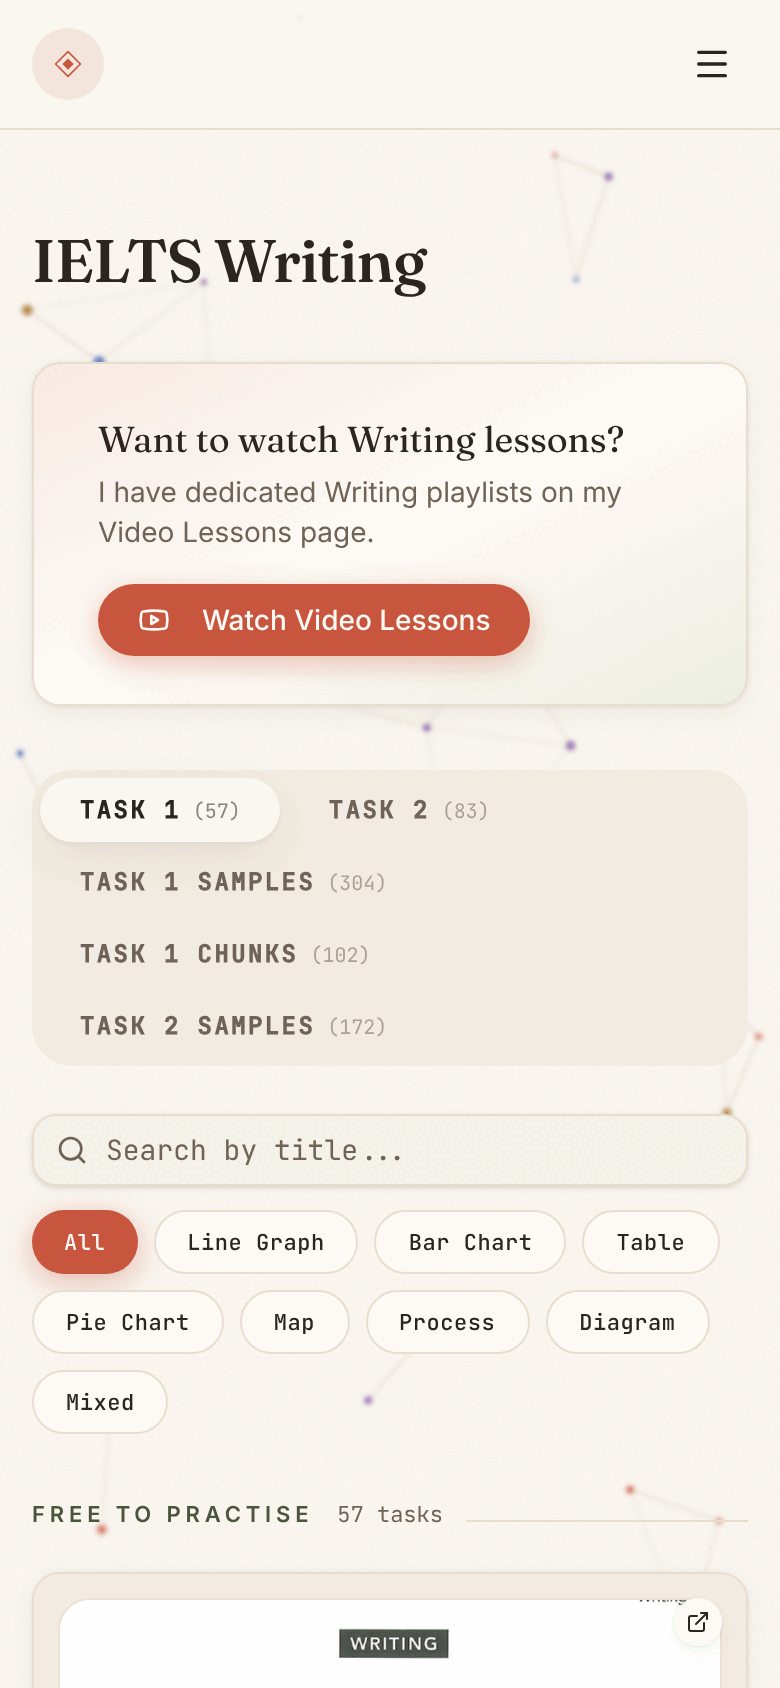 IELTS Writing
Want to watch Writing lessons?
I have dedicated Writing playlists on my
Video Lessons page.
Watch Video Lessons
TASK 1 (57) TASK 2 (83)
TASK 1 SAMPLES (304)
TASK 1 CHUNKS (102)
TASK 2 SAMPLES (172)
Search by title...
All Line Graph Bar Chart Table
Pie Chart Map Process Diagram
Mixed
FREE TO PRACTISE 57 tasks
WRITING